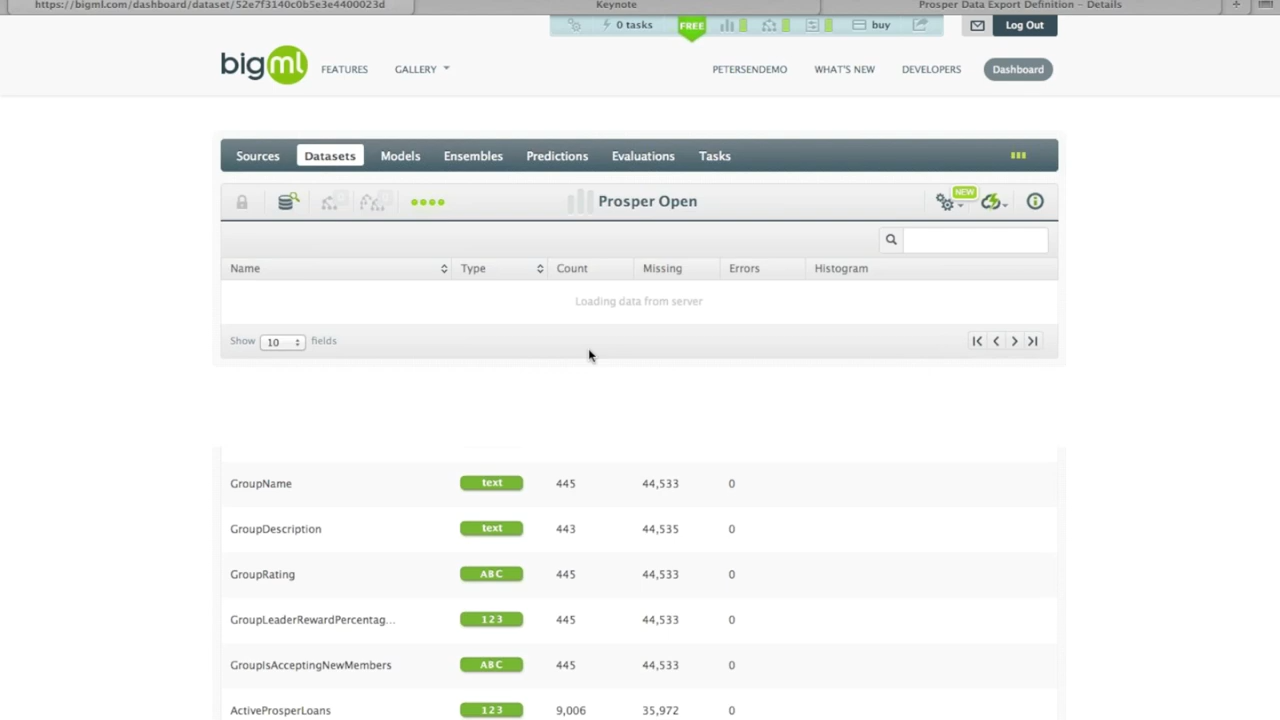 https://bigml.com/dashboard/dataset/52e7f3140c0b5e3e4400023d Keynote Prosper Data Export Definition – Details +
0 tasks FREE buy Log Out
bigml FEATURES GALLERY PETERSENDEMO WHAT'S NEW DEVELOPERS Dashboard
Sources Datasets Models Ensembles Predictions Evaluations Tasks
Prosper Open NEW
Name Type Count Missing Errors Histogram
Loading data from server
Show 10 fields
GroupName text 445 44,533 0
GroupDescription text 443 44,535 0
GroupRating ABC 445 44,533 0
GroupLeaderRewardPercentag... 123 445 44,533 0
GroupIsAcceptingNewMembers ABC 445 44,533 0
ActiveProsperLoans 123 9,006 35,972 0